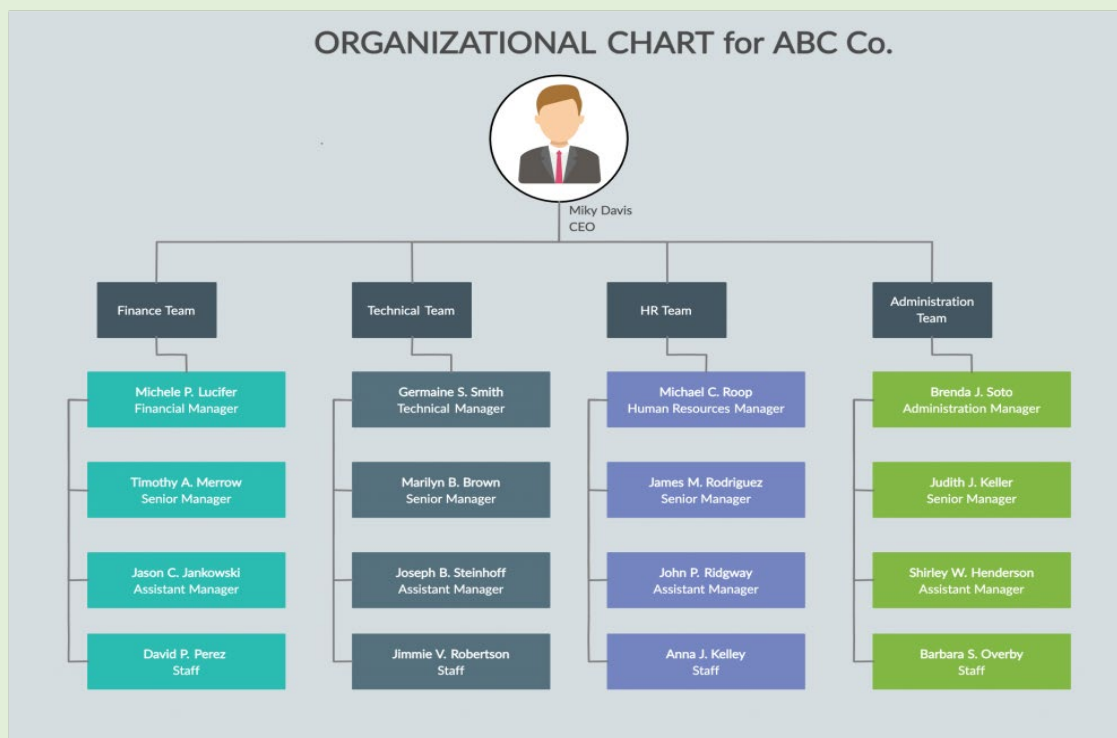 ORGANIZATIONAL CHART for ABC Co.
Miky Davis
CEO
Finance Team
Technical Team
HR Team
Administration
Team
Michele P. Lucifer
Financial Manager
Germaine S. Smith
Technical Manager
Michael C. Roop
Human Resources Manager
Brenda J. Soto
Administration Manager
Timothy A. Merrow
Senior Manager
Marilyn B. Brown
Senior Manager
James M. Rodriguez
Senior Manager
Judith J. Keller
Senior Manager
Jason C. Jankowski
Assistant Manager
Joseph B. Steinhoff
Assistant Manager
John P. Ridgway
Assistant Manager
Shirley W. Henderson
Assistant Manager
David P. Perez
Staff
Jimmie V. Robertson
Staff
Anna J. Kelley
Staff
Barbara S. Overby
Staff